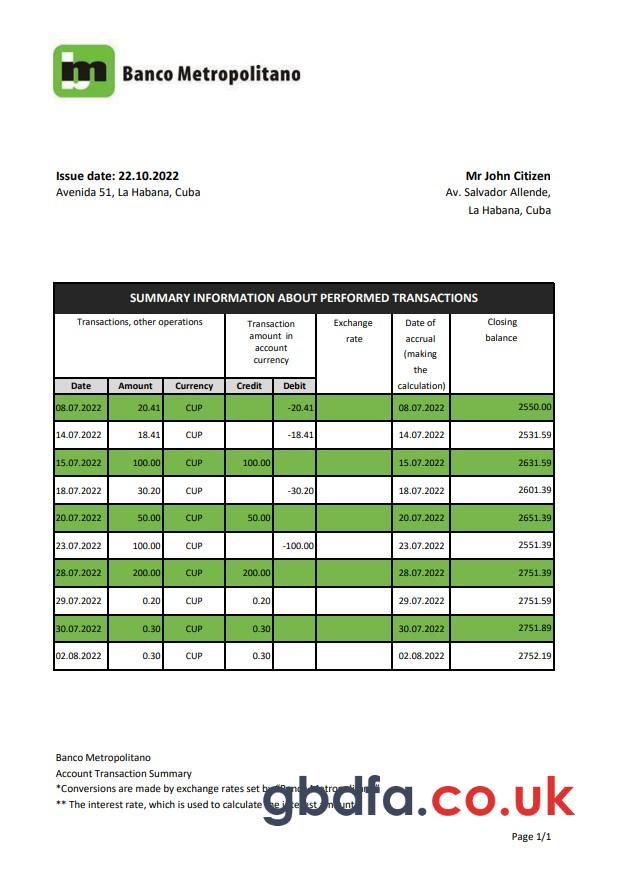 bm Banco Metropolitano
Issue date: 22.10.2022
Avenida 51, La Habana, Cuba
Mr John Citizen
Av. Salvador Allende,
La Habana, Cuba
SUMMARY INFORMATION ABOUT PERFORMED TRANSACTIONS
Transactions, other operations
Transaction
amount in
account
currency
Exchange
rate
Date of
accrual
(making
the
calculation)
Closing
balance
Date Amount Currency Credit Debit
08.07.2022 20.41 CUP -20.41 08.07.2022 2550.00
14.07.2022 18.41 CUP -18.41 14.07.2022 2531.59
15.07.2022 100.00 CUP 100.00 15.07.2022 2631.59
18.07.2022 30.20 CUP -30.20 18.07.2022 2601.39
20.07.2022 50.00 CUP 50.00 20.07.2022 2651.39
23.07.2022 100.00 CUP -100.00 23.07.2022 2551.39
28.07.2022 200.00 CUP 200.00 28.07.2022 2751.39
29.07.2022 0.20 CUP 0.20 29.07.2022 2751.59
30.07.2022 0.30 CUP 0.30 30.07.2022 2751.89
02.08.2022 0.30 CUP 0.30 02.08.2022 2752.19
Banco Metropolitano
Account Transaction Summary
*Conversions are made by exchange rates set by "Banco Metropolitano"
** The interest rate, which is used to calculate the interest amount
gbdfa.co.uk
Page 1/1